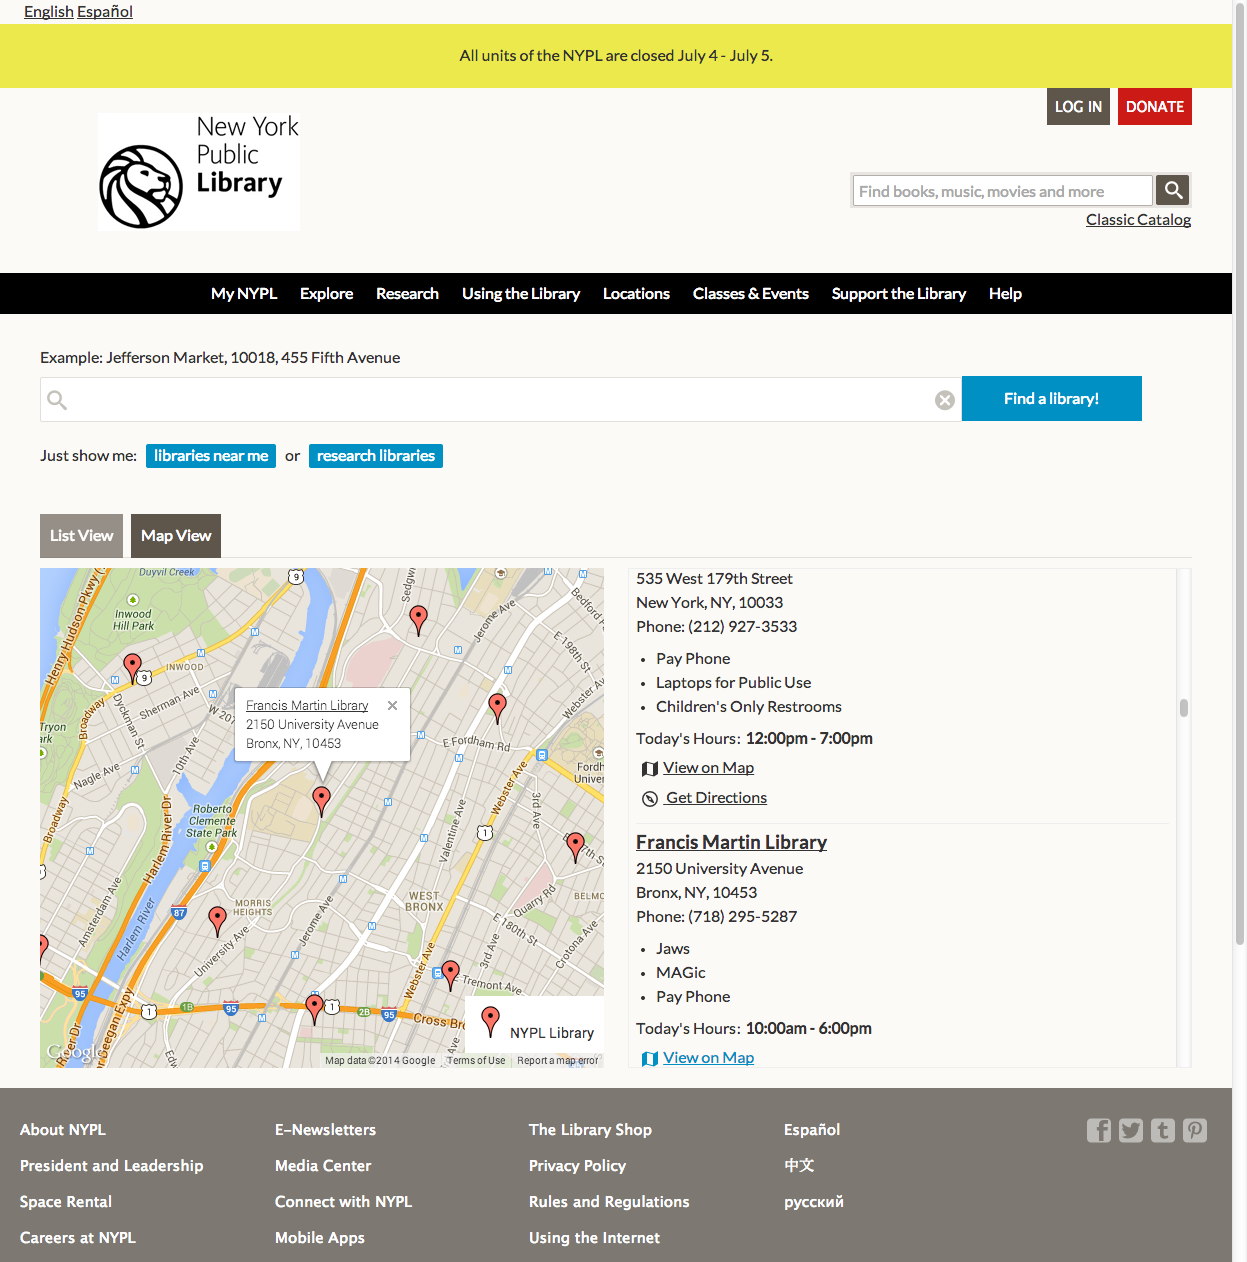 English Español
All units of the NYPL are closed July 4 - July 5.
LOG IN DONATE
New York
Public
Library
Find books, music, movies and more
Classic Catalog
My NYPL Explore Research Using the Library Locations Classes & Events Support the Library Help
Example: Jefferson Market, 10018, 455 Fifth Avenue
Find a library!
Just show me: libraries near me or research libraries
List View Map View
Duyvil Creek
Inwood
Hill Park
Henry Hudson Pkwy
INWOOD
Broadway
Dyckman St
Sherman Ave
Nagle Ave
10th Ave
Tryon
Park
Jerome Ave
Bedford
E 198th St
Webster Av
Francis Martin Library
2150 University Avenue
Bronx, NY, 10453
E Fordham Rd
Fordh
Univer
Webster Ave
3rd Ave
Roberto
Clemente
State Park
Harlem River Dr
Broadway
Valentine Ave
WEST
BRONX
BELMO
Quarry Rd
E 180th St
Crotona Ave
MORRIS
HEIGHTS
Amsterdam Ave
Harlem River
University Ave
Jerome Ave
Webster Ave
3rd Ave
E Tremont Ave
9
9
1
87
95
1
1B
95
1
2B
95
Cross Br
NYPL Library
Google
Map data ©2014 Google Terms of Use Report a map error
535 West 179th Street
New York, NY, 10033
Phone: (212) 927-3533
• Pay Phone
• Laptops for Public Use
• Children's Only Restrooms
Today's Hours: 12:00pm - 7:00pm
View on Map
Get Directions
Francis Martin Library
2150 University Avenue
Bronx, NY, 10453
Phone: (718) 295-5287
• Jaws
• MAGic
• Pay Phone
Today's Hours: 10:00am - 6:00pm
View on Map
About NYPL E-Newsletters The Library Shop Español
President and Leadership Media Center Privacy Policy 中文
Space Rental Connect with NYPL Rules and Regulations русский
Careers at NYPL Mobile Apps Using the Internet